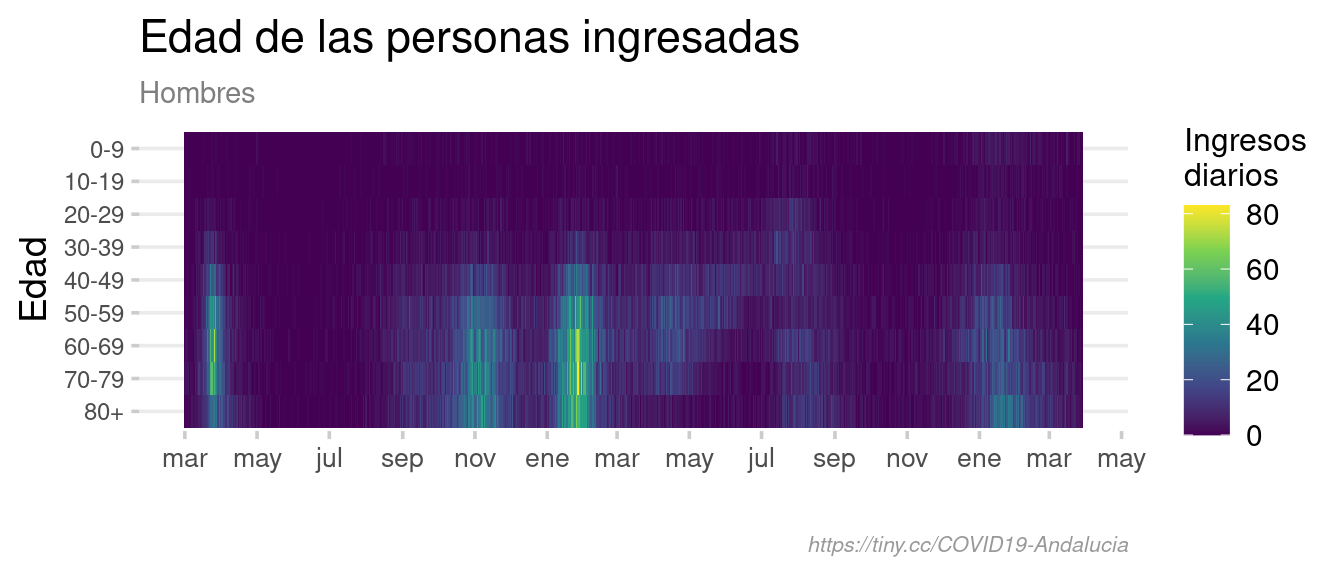 Edad de las personas ingresadas
Hombres
Edad
0-9
10-19
20-29
30-39
40-49
50-59
60-69
70-79
80+
mar may jul sep nov ene mar may jul sep nov ene mar may
Ingresos
diarios
80
60
40
20
0
https://tiny.cc/COVID19-Andalucia